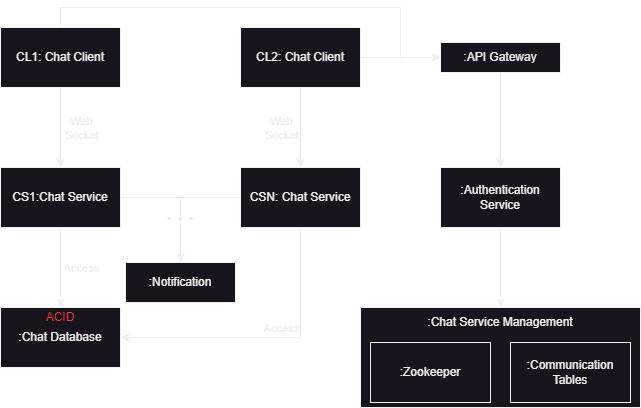 CL1: Chat Client
CL2: Chat Client
:API Gateway
Web
Socket
Web
Socket
CS1:Chat Service
CSN: Chat Service
:Authentication
Service
- - -
Access
:Notification
ACID
:Chat Database
Access
:Chat Service Management
:Zookeeper
:Communication
Tables